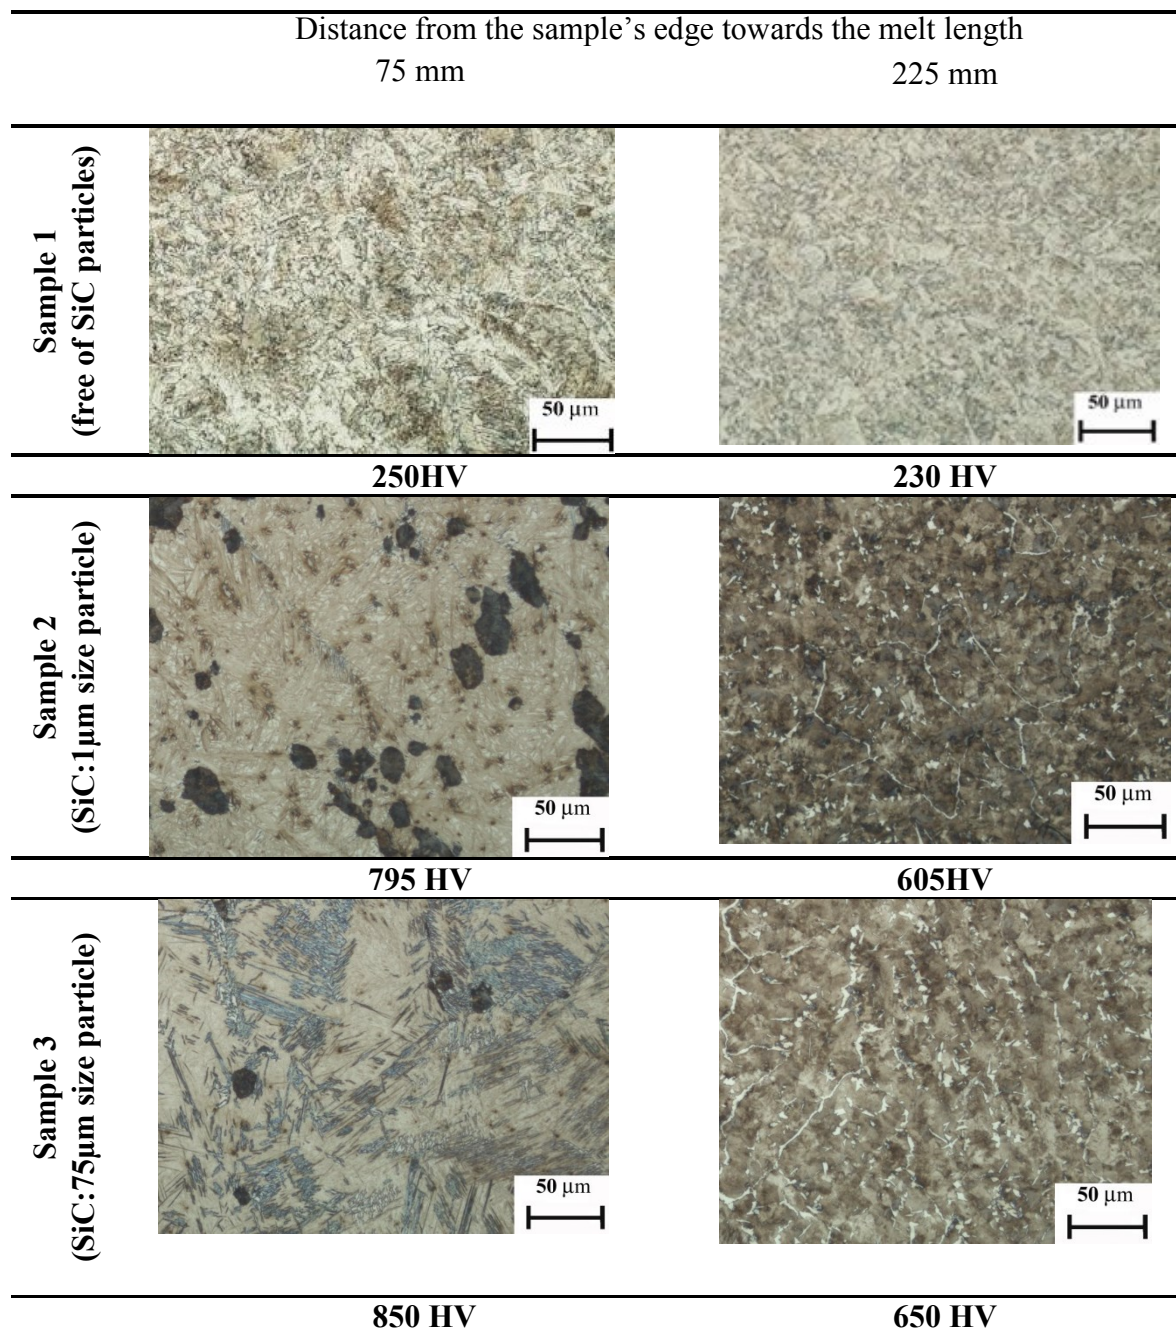 Distance from the sample’s edge towards the melt length
75 mm 225 mm
Sample 1
(free of SiC particles)
50 µm
50 µm
250HV 230 HV
Sample 2
(SiC:1µm size particle)
50 µm
50 µm
795 HV 605HV
Sample 3
(SiC:75µm size particle)
50 µm
50 µm
850 HV 650 HV